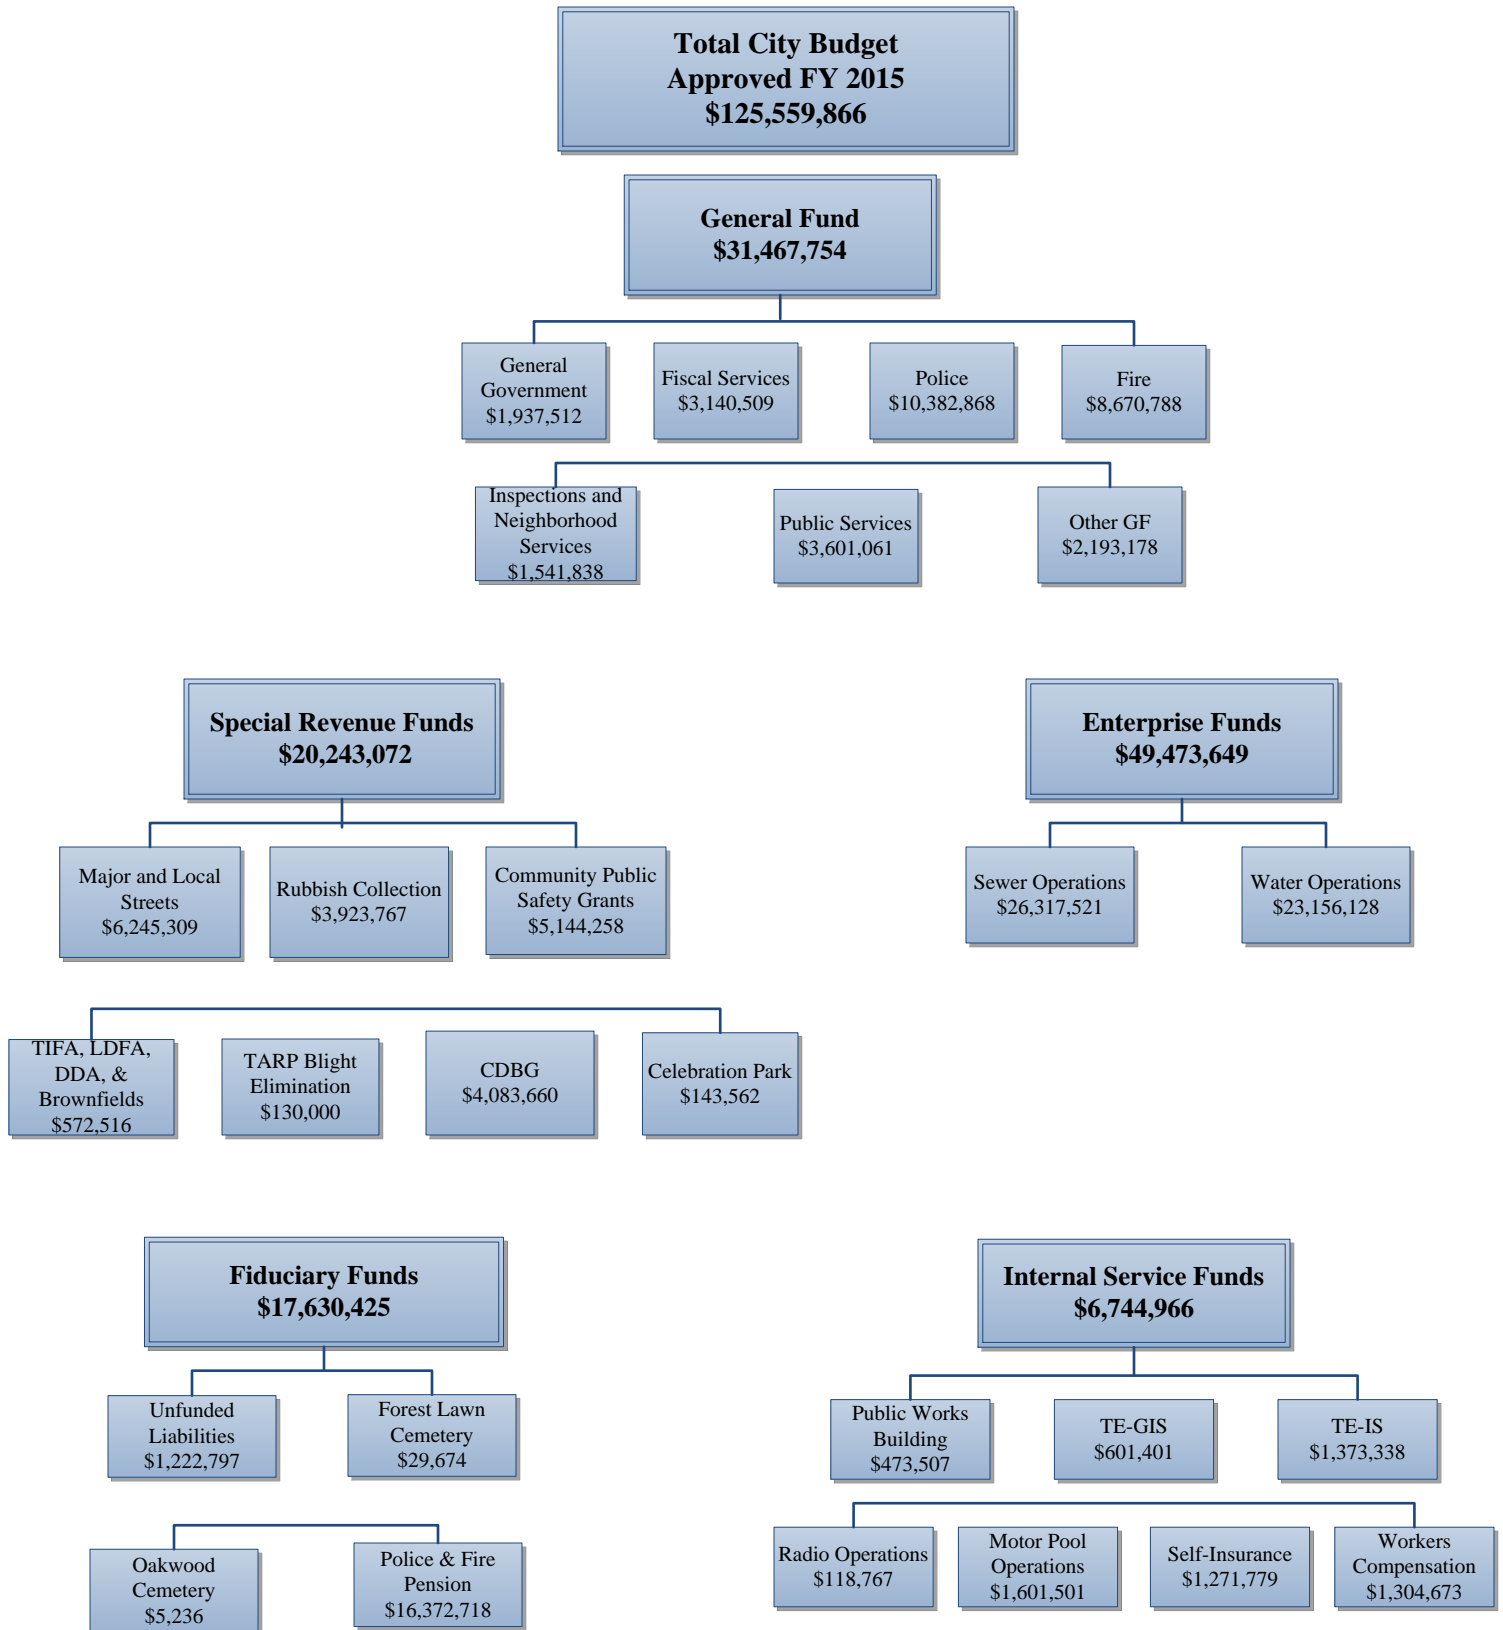 Total City Budget
Approved FY 2015
$125,559,866
General Fund
$31,467,754
General
Government
$1,937,512
Fiscal Services
$3,140,509
Police
$10,382,868
Fire
$8,670,788
Inspections and
Neighborhood
Services
$1,541,838
Public Services
$3,601,061
Other GF
$2,193,178
Special Revenue Funds
$20,243,072
Major and Local
Streets
$6,245,309
Rubbish Collection
$3,923,767
Community Public
Safety Grants
$5,144,258
TIFA, LDFA,
DDA, &
Brownfields
$572,516
TARP Blight
Elimination
$130,000
CDBG
$4,083,660
Celebration Park
$143,562
Enterprise Funds
$49,473,649
Sewer Operations
$26,317,521
Water Operations
$23,156,128
Fiduciary Funds
$17,630,425
Unfunded
Liabilities
$1,222,797
Forest Lawn
Cemetery
$29,674
Oakwood
Cemetery
$5,236
Police & Fire
Pension
$16,372,718
Internal Service Funds
$6,744,966
Public Works
Building
$473,507
TE-GIS
$601,401
TE-IS
$1,373,338
Radio Operations
$118,767
Motor Pool
Operations
$1,601,501
Self-Insurance
$1,271,779
Workers
Compensation
$1,304,673